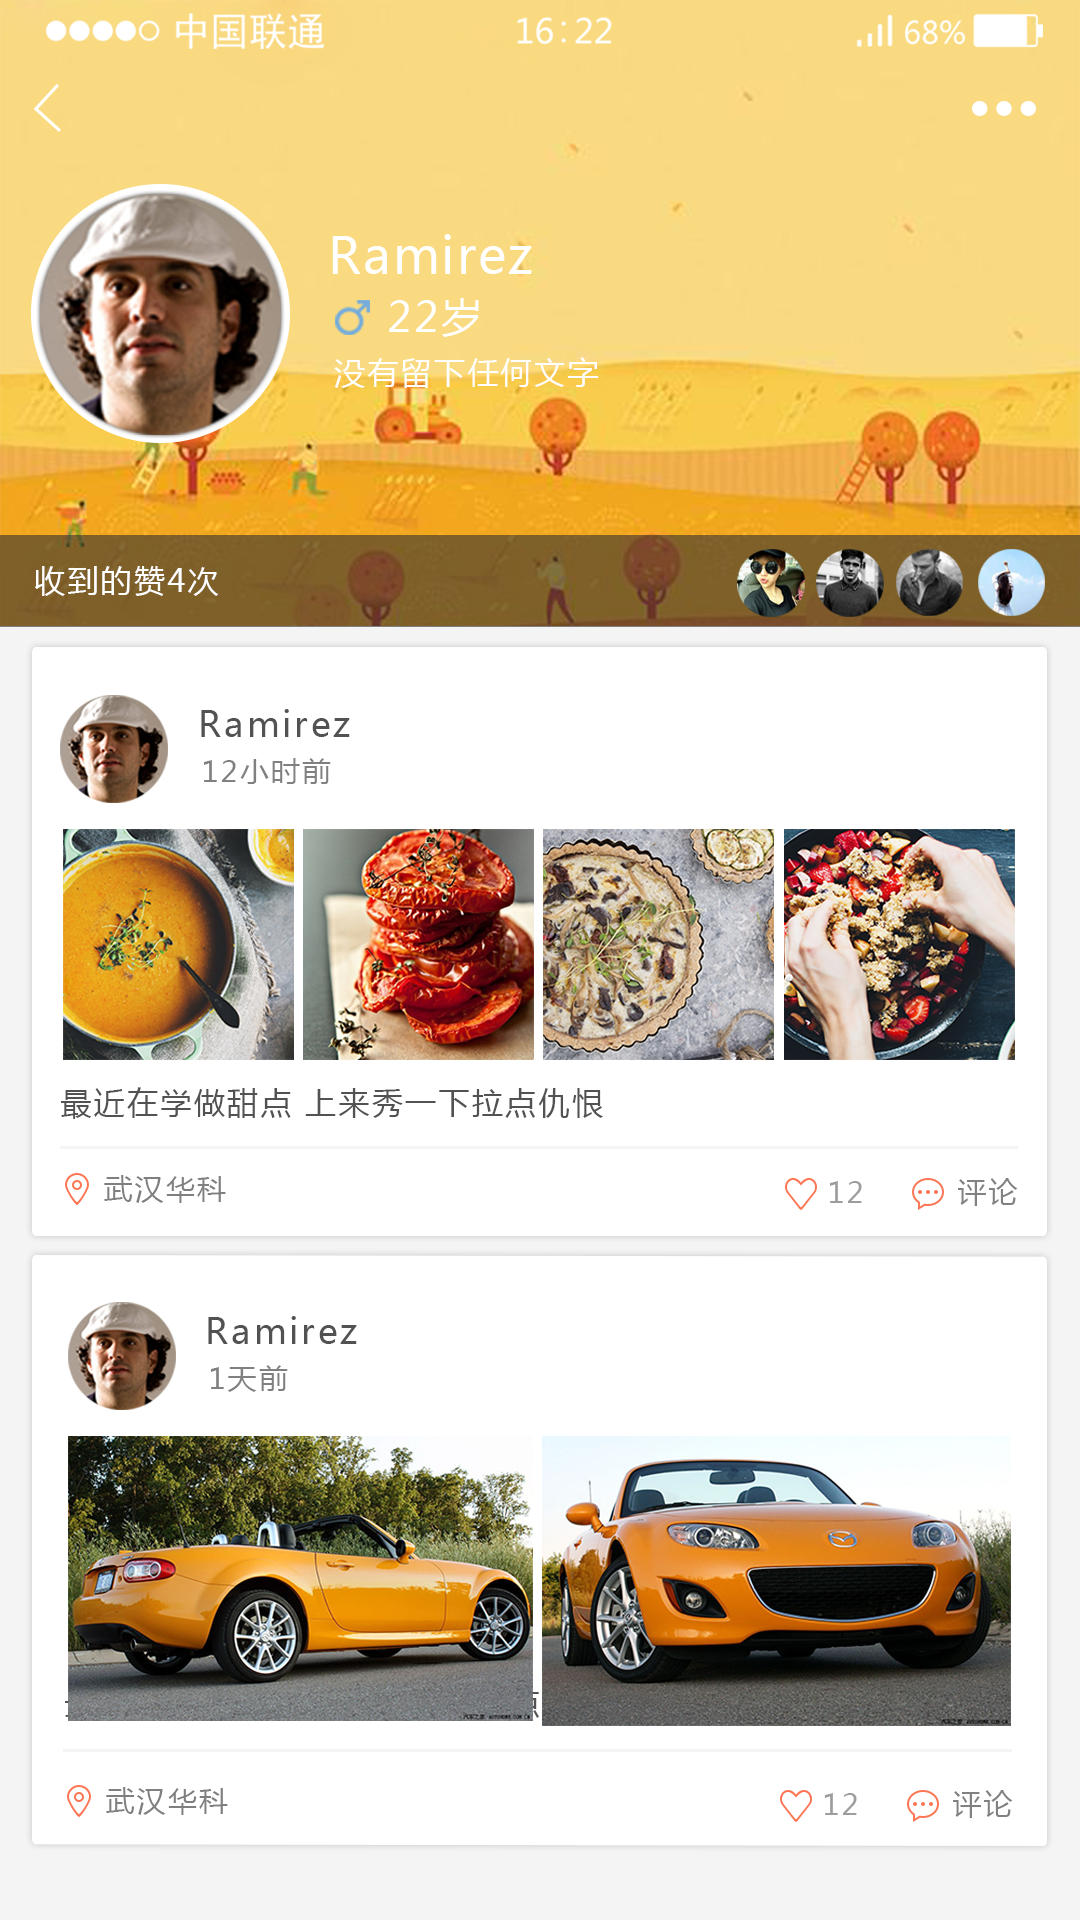 中国联通 16:22 68%
Ramirez
22岁
没有留下任何文字
收到的赞4次
Ramirez
12小时前
最近在学做甜点 上来秀一下拉点仇恨
武汉华科 12 评论
Ramirez
1天前
武汉华科 12 评论